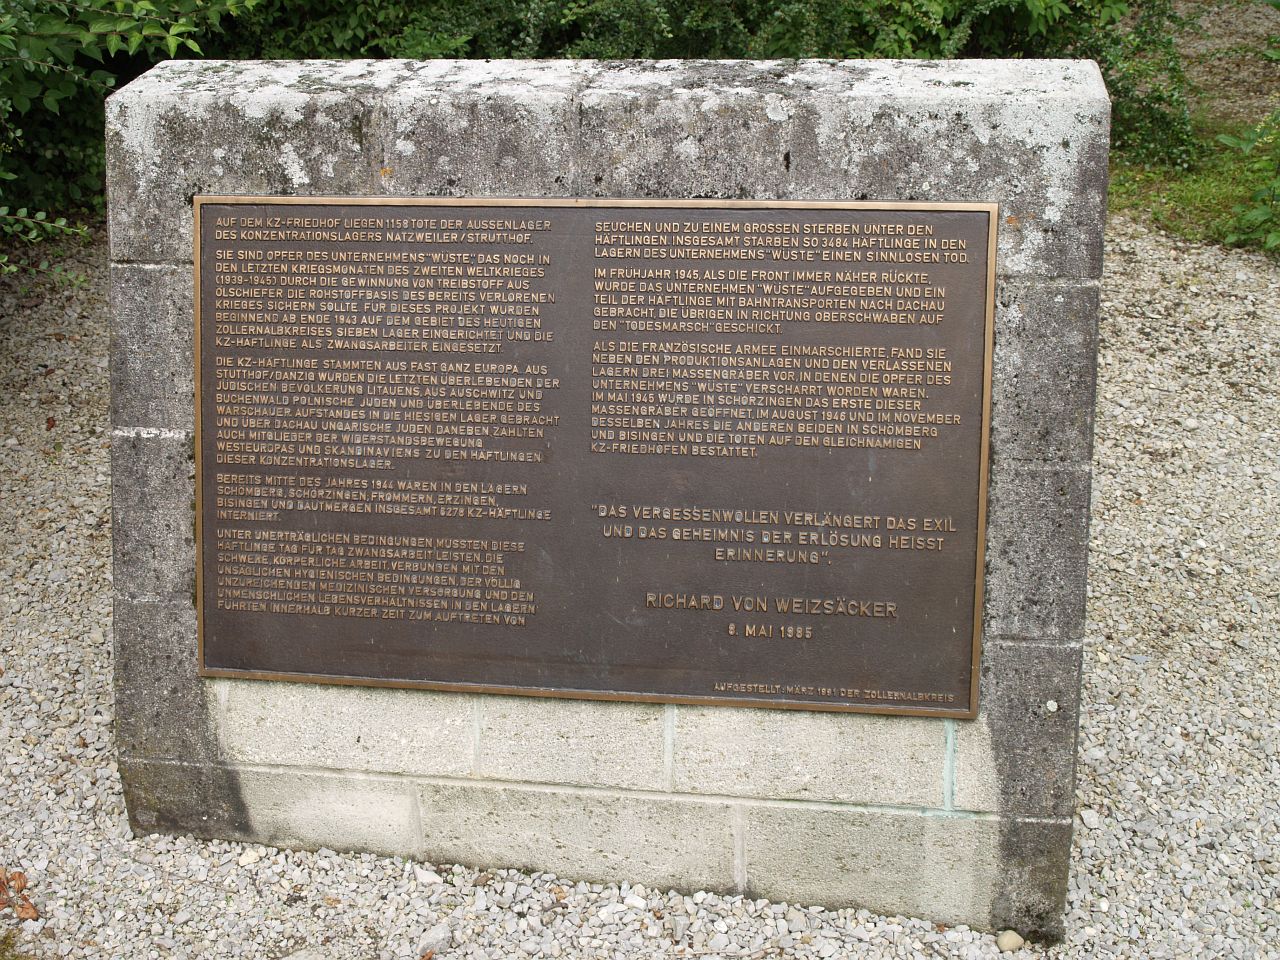 AUF DEM KZ-FRIEDHOF LIEGEN 1158 TOTE DER AUSSENLAGER
DES KONZENTRATIONSLAGERS NATZWEILER/STRUTTHOF.
SIE SIND OPFER DES UNTERNEHMENS "WÜSTE", DAS NOCH IN
DEN LETZTEN KRIEGSMONATEN DES ZWEITEN WELTKRIEGES
(1939-1945) DURCH DIE GEWINNUNG VON TREIBSTOFF AUS
ÖLSCHIEFER DIE ROHSTOFFBASIS DES BEREITS VERLORENEN
KRIEGES SICHERN SOLLTE. FÜR DIESES PROJEKT WURDEN
BEGINNEND AB ENDE 1943 AUF DEM GEBIET DES HEUTIGEN
ZOLLERNALBKREISES SIEBEN LAGER EINGERICHTET UND DIE
KZ-HÄFTLINGE ALS ZWANGSARBEITER EINGESETZT.
DIE KZ-HÄFTLINGE STAMMTEN AUS FAST GANZ EUROPA. AUS
STUTTHOF/DANZIG WURDEN DIE LETZTEN ÜBERLEBENDEN DER
JÜDISCHEN BEVÖLKERUNG LITAUENS, AUS AUSCHWITZ UND
BUCHENWALD POLNISCHE JUDEN UND ÜBERLEBENDE DES
WARSCHAUER AUFSTANDES IN DIE HIESIGEN LAGER GEBRACHT
UND ÜBER DACHAU UNGARISCHE JUDEN. DANEBEN ZÄHLTEN
AUCH MITGLIEDER DER WIDERSTANDSBEWEGUNG
WESTEUROPAS UND SKANDINAVIENS ZU DEN HÄFTLINGEN
DIESER KONZENTRATIONSLAGER.
BEREITS MITTE DES JAHRES 1944 WAREN IN DEN LAGERN
SCHÖMBERG, SCHÖRZINGEN, FROMMERN, ERZINGEN,
BISINGEN UND DAUTMERGEN INSGESAMT 5278 KZ-HÄFTLINGE
INTERNIERT.
UNTER UNERTRÄGLICHEN BEDINGUNGEN MUSSTEN DIESE
HÄFTLINGE TAG FÜR TAG ZWANGSARBEIT LEISTEN. DIE
SCHWERE, KÖRPERLICHE ARBEIT, VERBUNDEN MIT DEN
UNSÄGLICHEN HYGIENISCHEN BEDINGUNGEN, DER VÖLLIG
UNZUREICHENDEN MEDIZINISCHEN VERSORGUNG UND DEN
UNMENSCHLICHEN LEBENSVERHÄLTNISSEN IN DEN LAGERN
FÜHRTEN INNERHALB KURZER ZEIT ZUM AUFTRETEN VON
SEUCHEN UND ZU EINEM GROSSEN STERBEN UNTER DEN
HÄFTLINGEN. INSGESAMT STARBEN SO 3484 HÄFTLINGE IN DEN
LAGERN DES UNTERNEHMENS "WÜSTE" EINEN SINNLOSEN TOD.
IM FRÜHJAHR 1945, ALS DIE FRONT IMMER NÄHER RÜCKTE,
WURDE DAS UNTERNEHMEN "WÜSTE" AUFGEGEBEN UND EIN
TEIL DER HÄFTLINGE MIT BAHNTRANSPORTEN NACH DACHAU
GEBRACHT, DIE ÜBRIGEN IN RICHTUNG OBERSCHWABEN AUF
DEN "TODESMARSCH" GESCHICKT.
ALS DIE FRANZÖSISCHE ARMEE EINMARSCHIERTE, FAND SIE
NEBEN DEN PRODUKTIONSANLAGEN UND DEN VERLASSENEN
LAGERN DREI MASSENGRÄBER VOR, IN DENEN DIE OPFER DES
UNTERNEHMENS "WÜSTE" VERSCHARRT WORDEN WAREN.
IM MAI 1945 WURDE IN SCHÖRZINGEN DAS ERSTE DIESER
MASSENGRÄBER GEÖFFNET, IM AUGUST 1946 UND IM NOVEMBER
DESSELBEN JAHRES DIE ANDEREN BEIDEN IN SCHÖMBERG
UND BISINGEN UND DIE TOTEN AUF DEN GLEICHNAMIGEN
KZ-FRIEDHÖFEN BESTATTET.
"DAS VERGESSENWOLLEN VERLÄNGERT DAS EXIL
UND DAS GEHEIMNIS DER ERLÖSUNG HEISST
ERINNERUNG".
RICHARD VON WEIZSÄCKER
8. MAI 1985
AUFGESTELLT: MÄRZ 1991 DER ZOLLERNALBKREIS